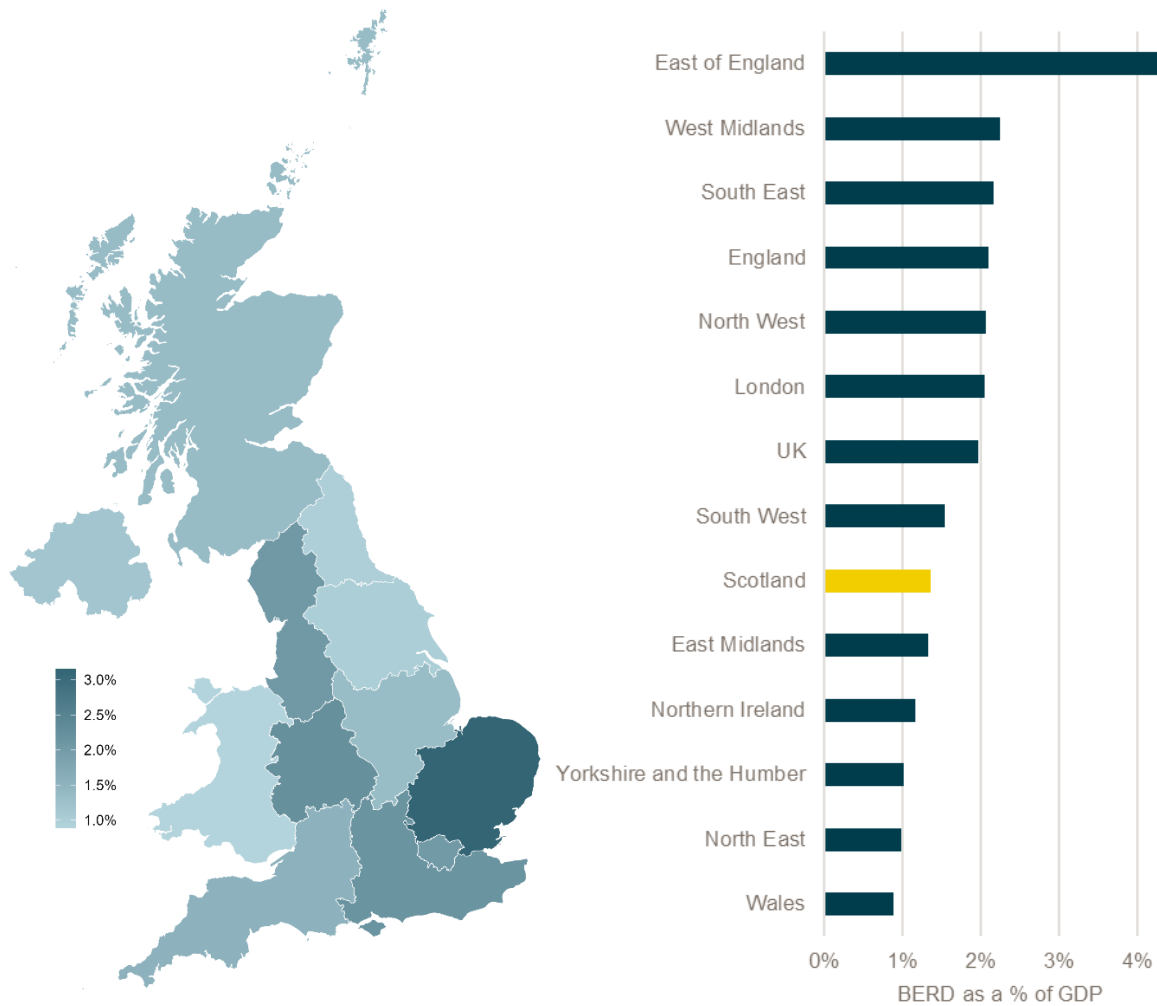 East of England
West Midlands
South East
England
North West
London
UK
South West
Scotland
East Midlands
Northern Ireland
Yorkshire and the Humber
North East
Wales
0% 1% 2% 3% 4%
BERD as a % of GDP
3.0%
2.5%
2.0%
1.5%
1.0%